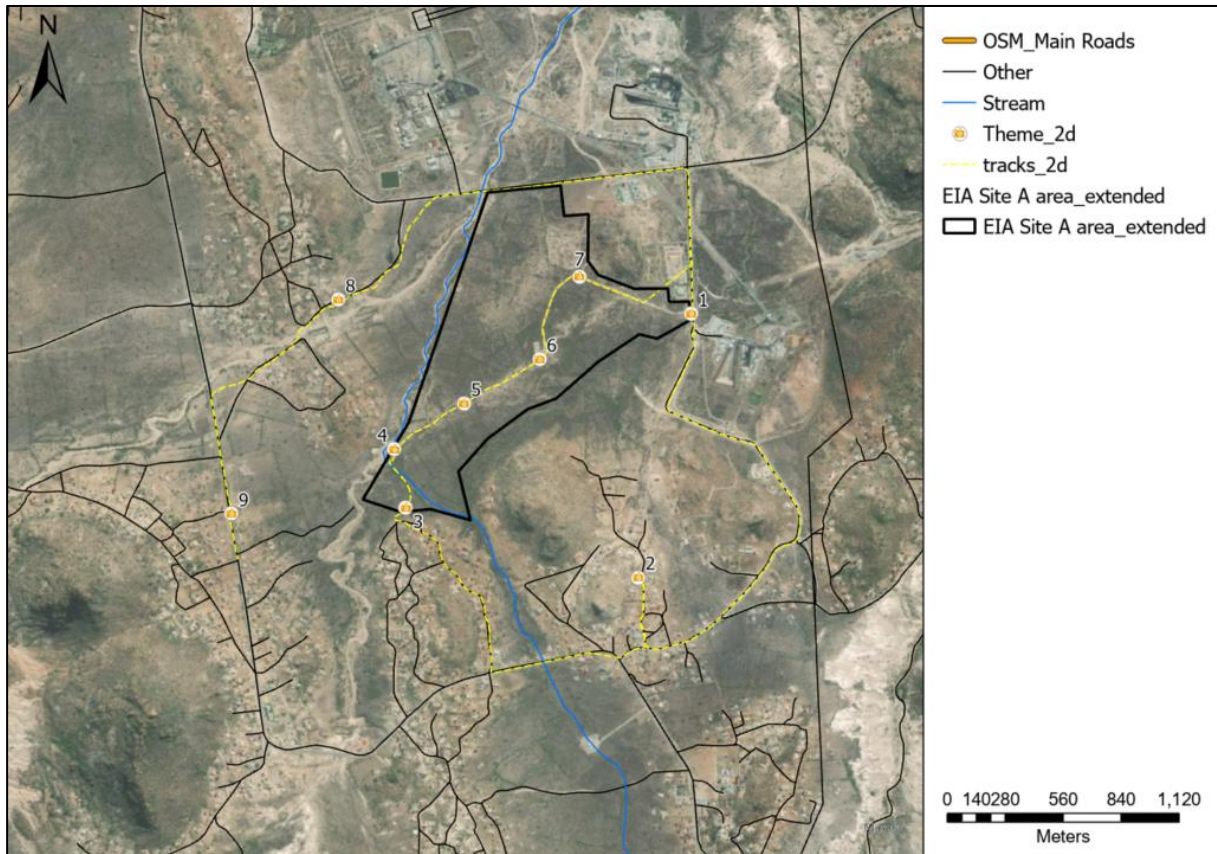 N
8
7
1
6
5
4
9
3
2
OSM_Main Roads
Other
Stream
Theme_2d
tracks_2d
EIA Site A area_extended
EIA Site A area_extended
0 140280 560 840 1,120
Meters